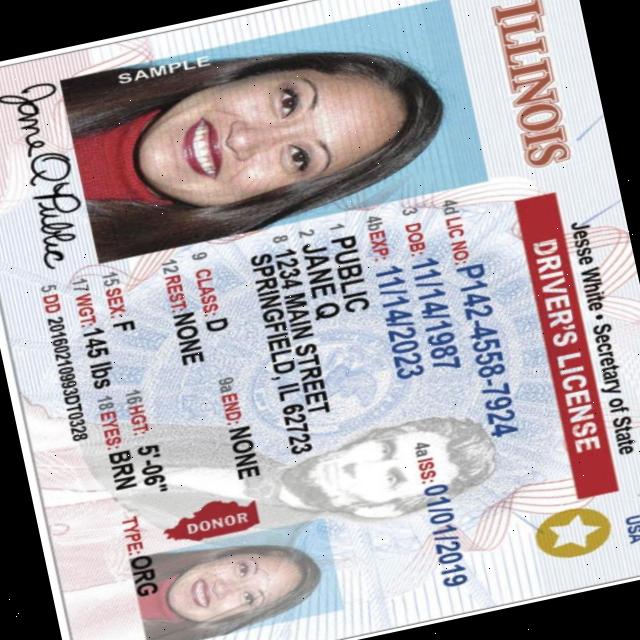 ILLINOIS
USA
Jesse White • Secretary of State
DRIVER'S LICENSE
4d LIC NO: P142-4558-7924
3 DOB: 11/14/1987
4b EXP: 11/14/2023
4a ISS: 01/01/2019
1 PUBLIC
2 JANE Q
8 1234 MAIN STREET
SPRINGFIELD, IL 62723
9 CLASS: D
9a END: NONE
12 REST: NONE
15 SEX: F
16 HGT: 5'-06"
17 WGT: 145 lbs
18 EYES: BRN
TYPE: ORG
5 DD 20160210993DT0328
DONOR
SAMPLE
Jane Q Public